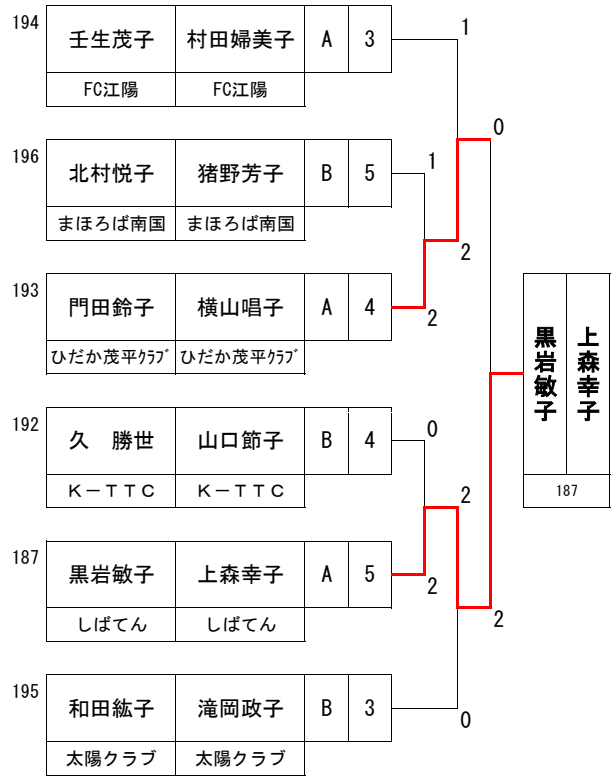 194 壬生茂子 村田婦美子 A 3
FC江陽 FC江陽
1
0
196 北村悦子 猪野芳子 B 5
まほろば南国 まほろば南国
1
2
193 門田鈴子 横山唱子 A 4
ひだか茂平ｸﾗﾌﾞ ひだか茂平ｸﾗﾌﾞ
2
黒岩敏子
上森幸子
187
192 久　勝世 山口節子 B 4
Ｋ－ＴＴＣ Ｋ－ＴＴＣ
0
2
187 黒岩敏子 上森幸子 A 5
しばてん しばてん
2
2
195 和田紘子 滝岡政子 B 3
太陽クラブ 太陽クラブ
0